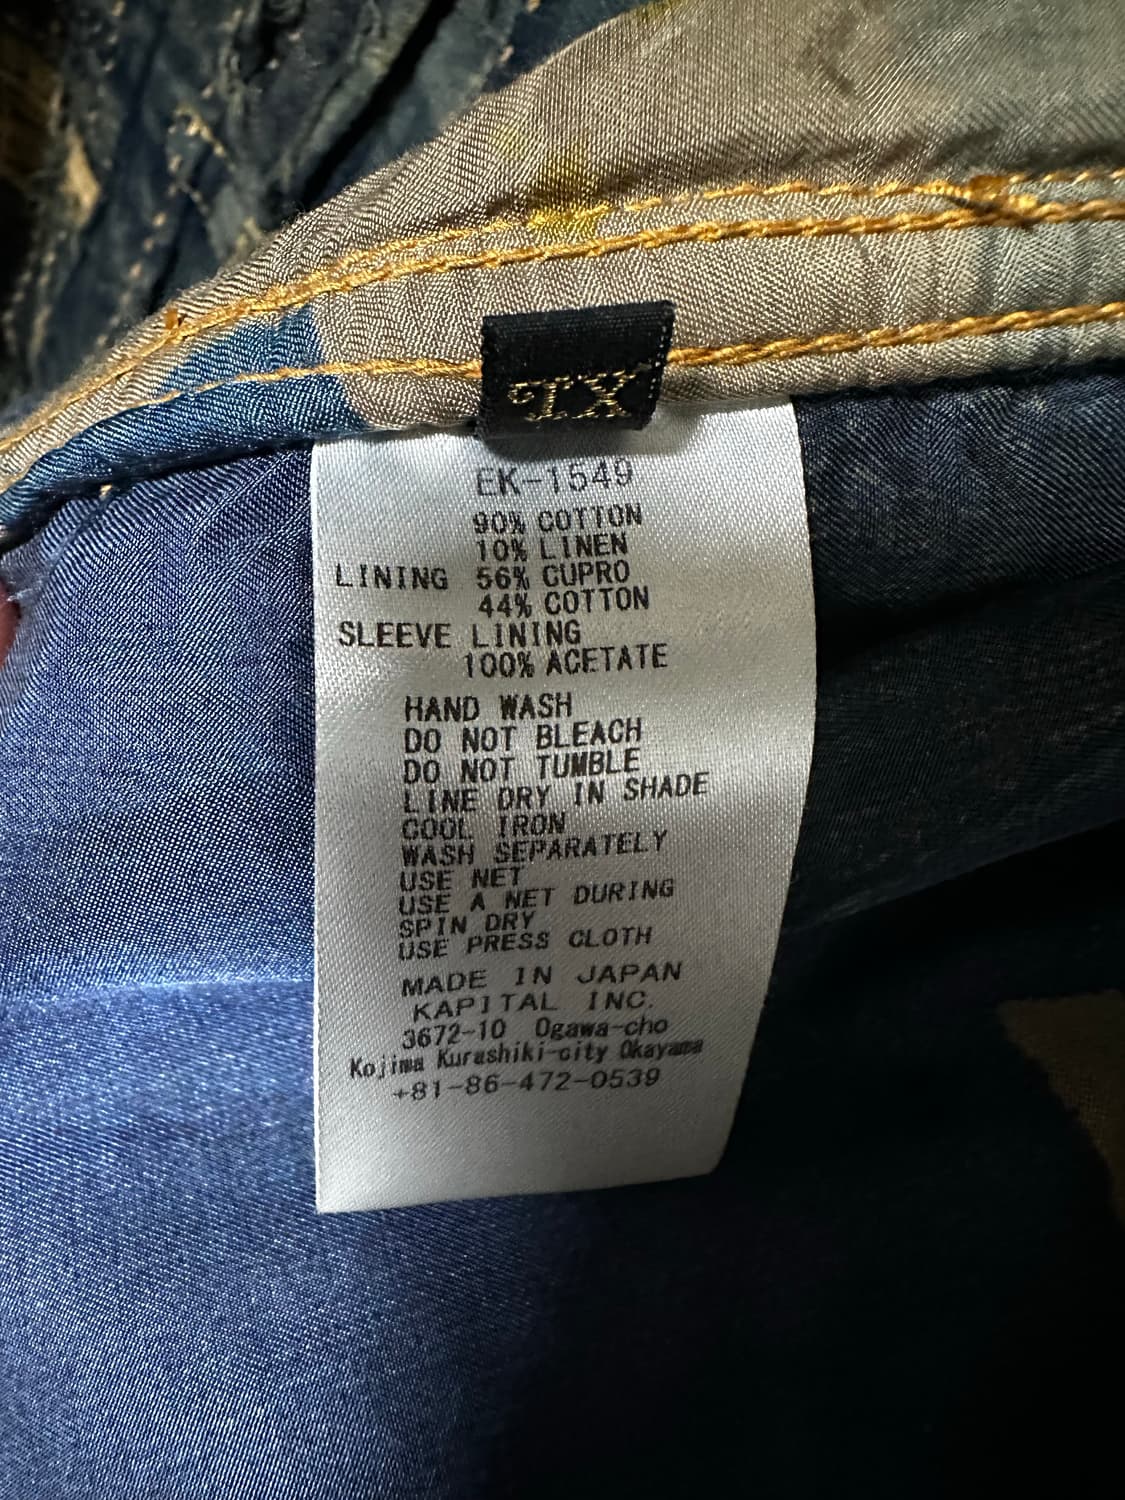 XL
EK-1549
90% COTTON
10% LINEN
LINING 56% CUPRO
44% COTTON
SLEEVE LINING
100% ACETATE
HAND WASH
DO NOT BLEACH
DO NOT TUMBLE
LINE DRY IN SHADE
COOL IRON
WASH SEPARATELY
USE NET
USE A NET DURING
SPIN DRY
USE PRESS CLOTH
MADE IN JAPAN
KAPITAL INC.
3672-10 Ogawa-cho
Kojima Kurashiki-city Okayama
+81-86-472-0539